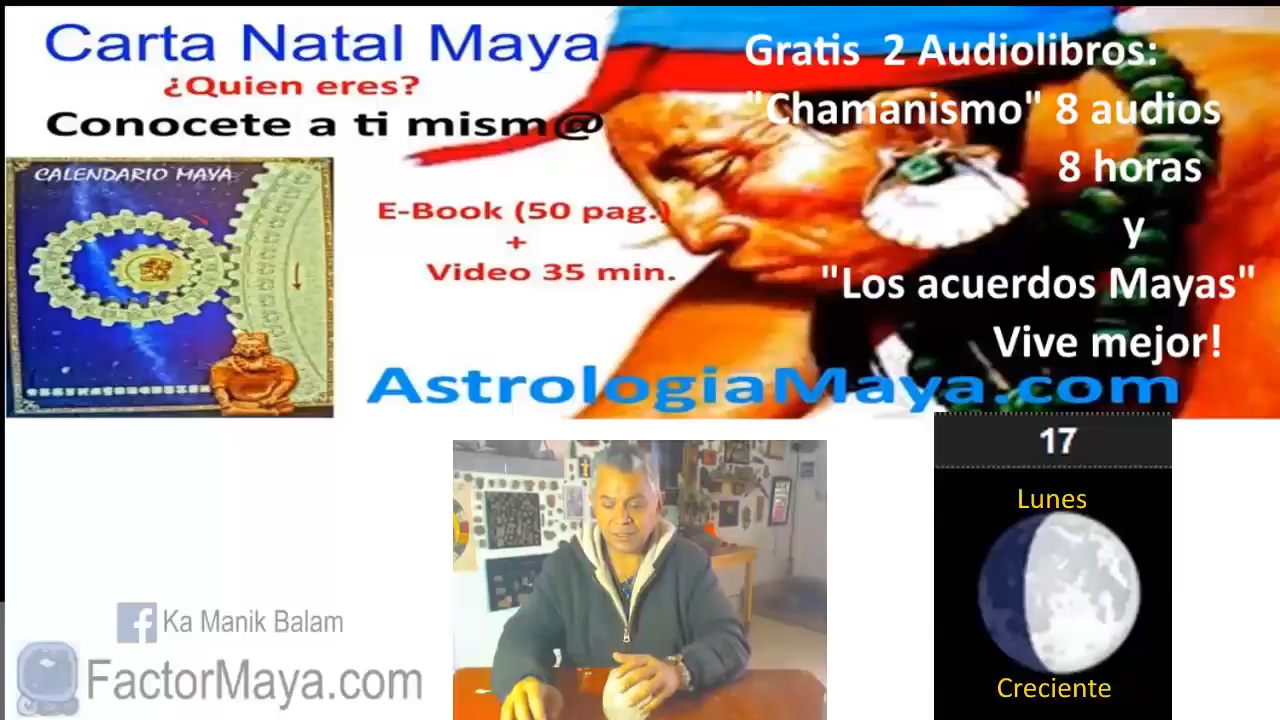 Carta Natal Maya
¿Quien eres?
Conocete a ti mism@
CALENDARIO MAYA
E-Book (50 pag.)
+
Video 35 min.
Gratis 2 Audiolibros:
"Chamanismo" 8 audios
8 horas
y
"Los acuerdos Mayas"
Vive mejor!
AstrologiaMaya.com
17
Lunes
Creciente
Ka Manik Balam
FactorMaya.com